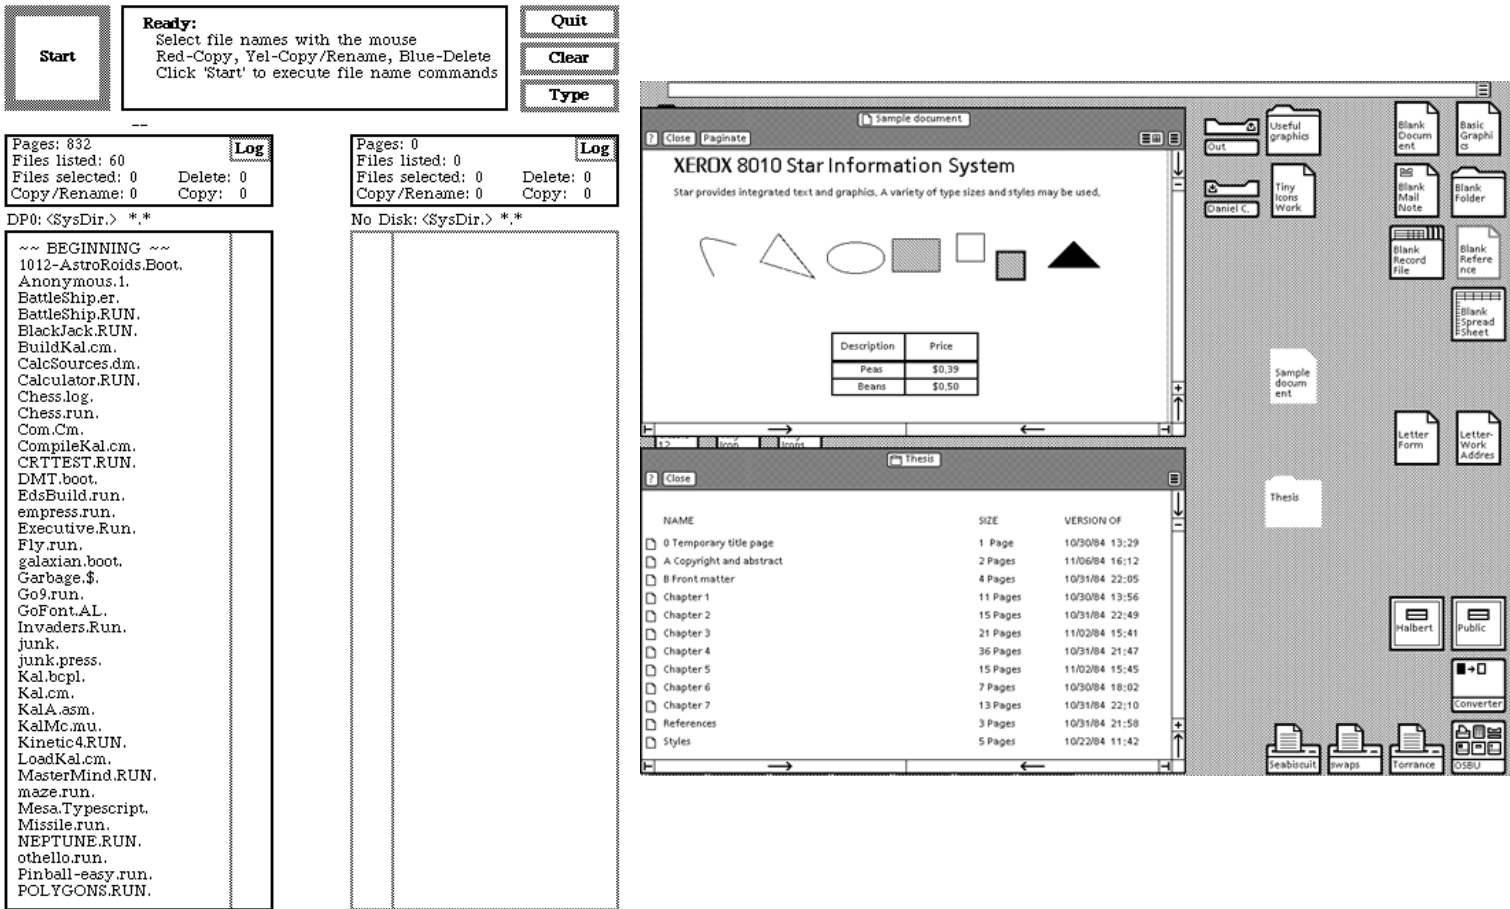 Start
Ready:
Select file names with the mouse
Red-Copy, Yel-Copy/Rename, Blue-Delete
Click 'Start' to execute file name commands
Quit
Clear
Type
Pages: 832
Log
Files listed: 60
Files selected: 0 Delete: 0
Copy/Rename: 0 Copy: 0
DP0: <SysDir.> *.*
~~ BEGINNING ~~
1012-AstroRoids.Boot.
Anonymous.1.
BattleShip.er.
BattleShip.RUN.
BlackJack.RUN.
BuildKal.cm.
CalcSources.dm.
Calculator.RUN.
Chess.log.
Chess.run.
Com.Cm.
CompileKal.cm.
CRTTEST.RUN.
DMT.boot.
EdsBuild.run.
empress.run.
Executive.Run.
Fly.run.
galaxian.boot.
Garbage.$.
Go9.run.
GoFont.AL.
Invaders.Run.
junk.
junk.press.
Kal.bcpl.
Kal.cm.
KalA.asm.
KalMc.mu.
Kinetic4.RUN.
LoadKal.cm.
MasterMind.RUN.
maze.run.
Mesa.Typescript.
Missile.run.
NEPTUNE.RUN.
othello.run.
Pinball-easy.run.
POLYGONS.RUN.
Pages: 0
Log
Files listed: 0
Files selected: 0 Delete: 0
Copy/Rename: 0 Copy: 0
No Disk: <SysDir.> *.*
Sample document
? Close Paginate
XEROX 8010 Star Information System
Star provides integrated text and graphics. A variety of type sizes and styles may be used.
Description Price
Peas $0.39
Beans $0.50
12 Icon Icons
Thesis
? Close
NAME SIZE VERSION OF
0 Temporary title page 1 Page 10/30/84 13:29
A Copyright and abstract 2 Pages 11/06/84 16:12
B Front matter 4 Pages 10/31/84 22:05
Chapter 1 11 Pages 10/30/84 13:56
Chapter 2 15 Pages 10/31/84 22:49
Chapter 3 21 Pages 11/02/84 15:41
Chapter 4 36 Pages 10/31/84 21:47
Chapter 5 15 Pages 11/02/84 15:45
Chapter 6 7 Pages 10/30/84 18:02
Chapter 7 13 Pages 10/31/84 22:10
References 3 Pages 10/31/84 21:58
Styles 5 Pages 10/22/84 11:42
Out
Useful
graphics
Blank
Docum
ent
Basic
Graphi
cs
Daniel C.
Tiny
Icons
Work
Blank
Mail
Note
Blank
Folder
Blank
Record
File
Blank
Refere
nce
Blank
Spread
Sheet
Sample
docum
ent
Letter
Form
Letter-
Work
Addres
Thesis
Halbert
Public
Converter
Seabiscuit
swaps
Torrance
OSBU